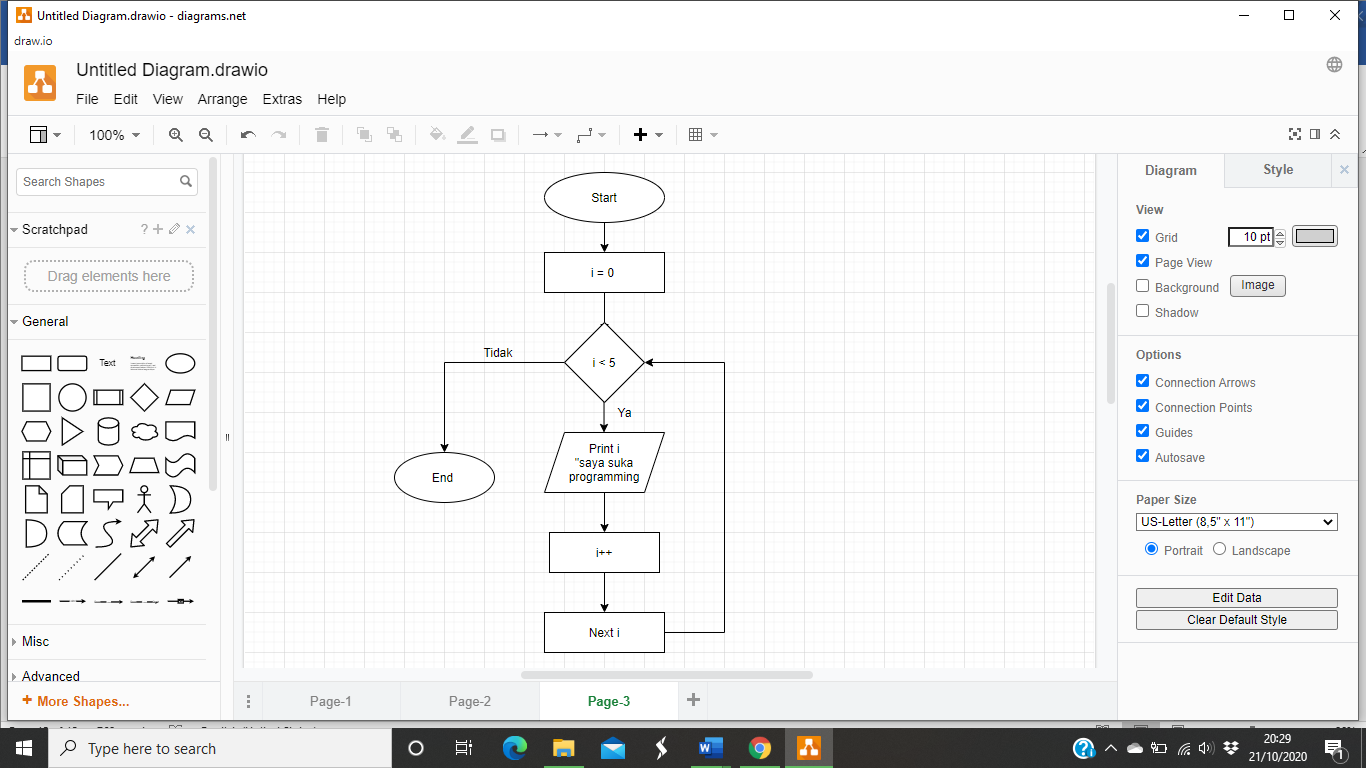 Untitled Diagram.drawio - diagrams.net
draw.io
Untitled Diagram.drawio
File Edit View Arrange Extras Help
100%
Search Shapes
Scratchpad
?
Drag elements here
General
Text
Heading
Misc
Advanced
+ More Shapes...
Start
i = 0
Tidak
i < 5
Ya
Print i
"saya suka
programming
End
i++
Next i
Page-1 Page-2 Page-3
Diagram Style
View
Grid 10 pt
Page View
Background Image
Shadow
Options
Connection Arrows
Connection Points
Guides
Autosave
Paper Size
US-Letter (8,5" x 11")
Portrait Landscape
Edit Data
Clear Default Style
Type here to search
20:29
21/10/2020
1